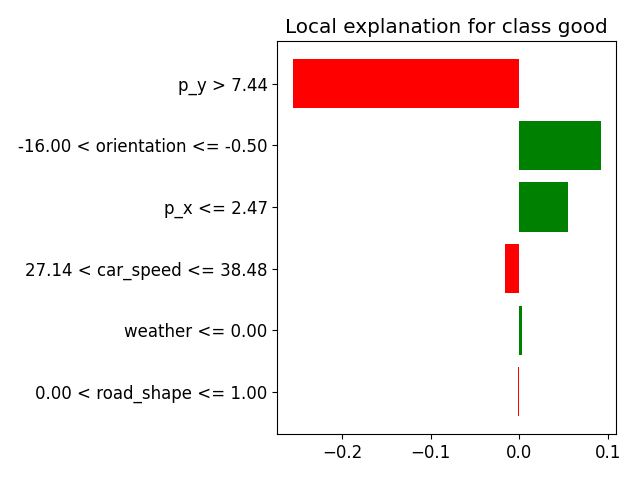 Local explanation for class good
p_y > 7.44
-16.00 < orientation <= -0.50
p_x <= 2.47
27.14 < car_speed <= 38.48
weather <= 0.00
0.00 < road_shape <= 1.00
−0.2 −0.1 0.0 0.1